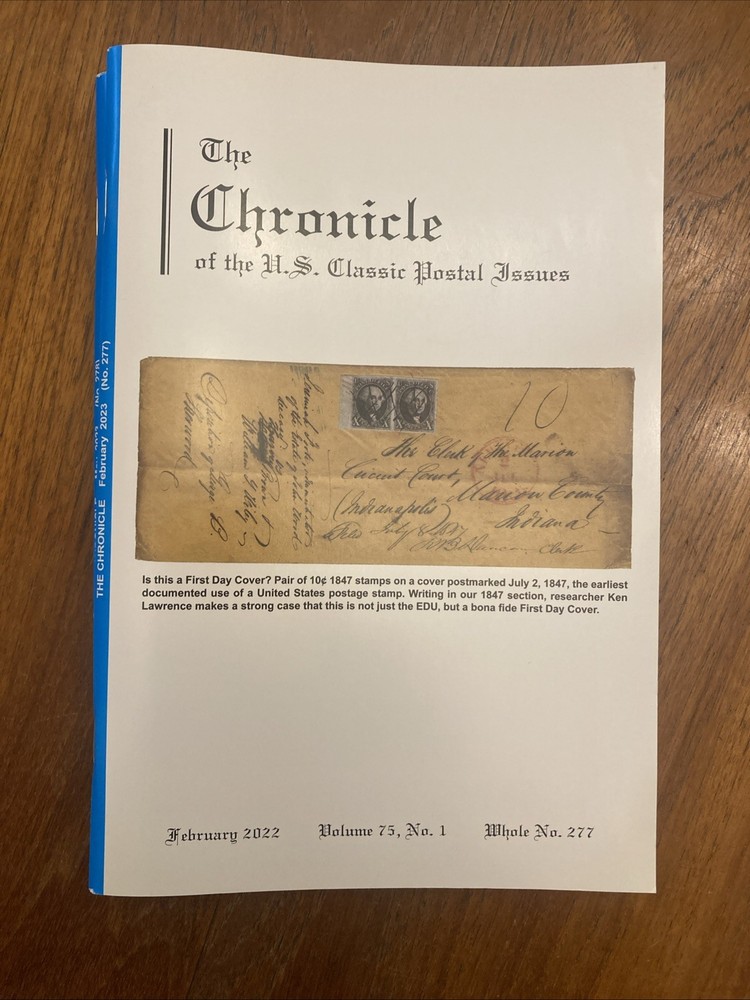 The
Chronicle
of the U.S. Classic Postal Issues
10
The Clerk of the Marion
Circuit Court,
Marion County
(Indianapolis)
Indiana
Is this a First Day Cover? Pair of 10¢ 1847 stamps on a cover postmarked July 2, 1847, the earliest
documented use of a United States postage stamp. Writing in our 1847 section, researcher Ken
Lawrence makes a strong case that this is not just the EDU, but a bona fide First Day Cover.
February 2022 Volume 75, No. 1 Whole No. 277
THE CHRONICLE February 2023 (No. 277)